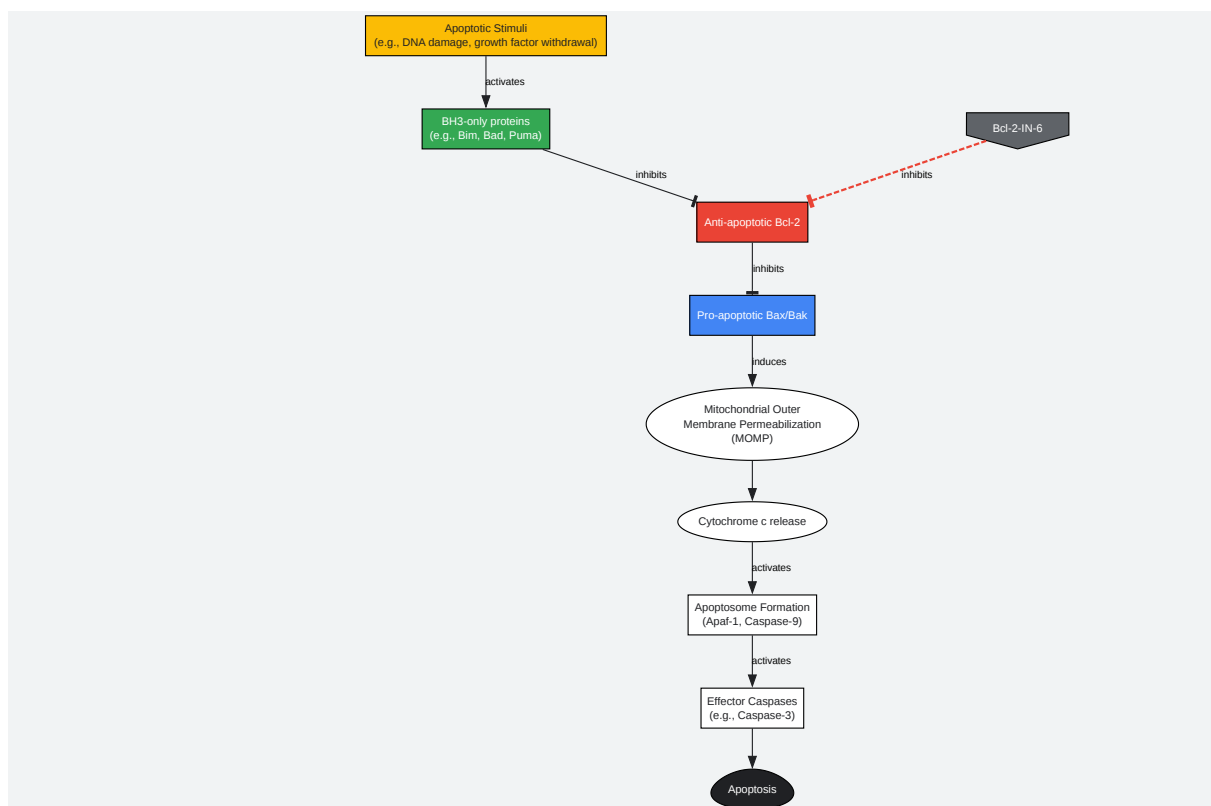 Apoptotic Stimuli
(e.g., DNA damage, growth factor withdrawal)
activates
BH3-only proteins
(e.g., Bim, Bad, Puma)
Bcl-2-IN-6
inhibits
inhibits
Anti-apoptotic Bcl-2
inhibits
Pro-apoptotic Bax/Bak
induces
Mitochondrial Outer
Membrane Permeabilization
(MOMP)
Cytochrome c release
activates
Apoptosome Formation
(Apaf-1, Caspase-9)
activates
Effector Caspases
(e.g., Caspase-3)
Apoptosis